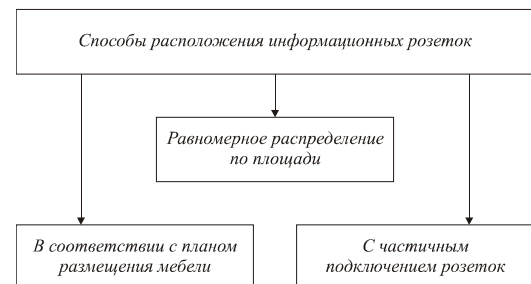 Способы расположения информационных розеток
Равномерное распределение
по площади
В соответствии с планом
размещения мебели
С частичным
подключением розеток